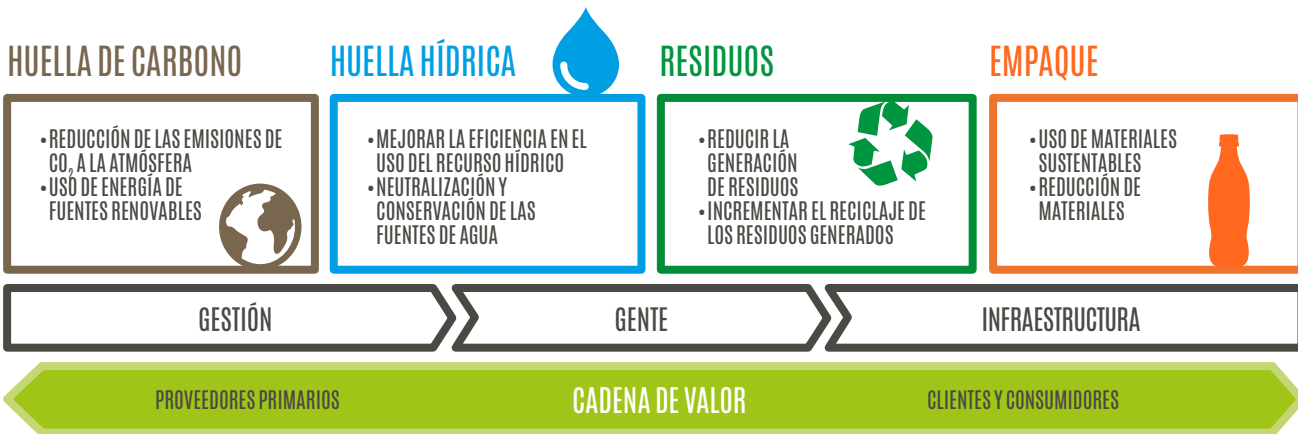 HUELLA DE CARBONO
• REDUCCIÓN DE LAS EMISIONES DE
CO₂ A LA ATMÓSFERA
• USO DE ENERGÍA DE
FUENTES RENOVABLES
HUELLA HÍDRICA
• MEJORAR LA EFICIENCIA EN EL
USO DEL RECURSO HÍDRICO
• NEUTRALIZACIÓN Y
CONSERVACIÓN DE LAS
FUENTES DE AGUA
RESIDUOS
• REDUCIR LA
GENERACIÓN
DE RESIDUOS
• INCREMENTAR EL RECICLAJE DE
LOS RESIDUOS GENERADOS
EMPAQUE
• USO DE MATERIALES
SUSTENTABLES
• REDUCCIÓN DE
MATERIALES
GESTIÓN
GENTE
INFRAESTRUCTURA
PROVEEDORES PRIMARIOS
CADENA DE VALOR
CLIENTES Y CONSUMIDORES